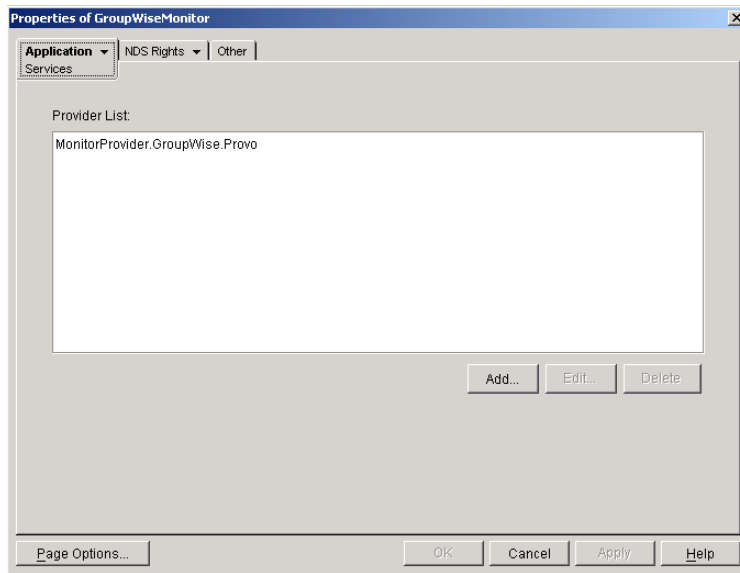 Properties of GroupWiseMonitor
Application NDS Rights Other
Services
Provider List:
MonitorProvider.GroupWise.Provo
Add... Edit... Delete
Page Options... OK Cancel Apply Help